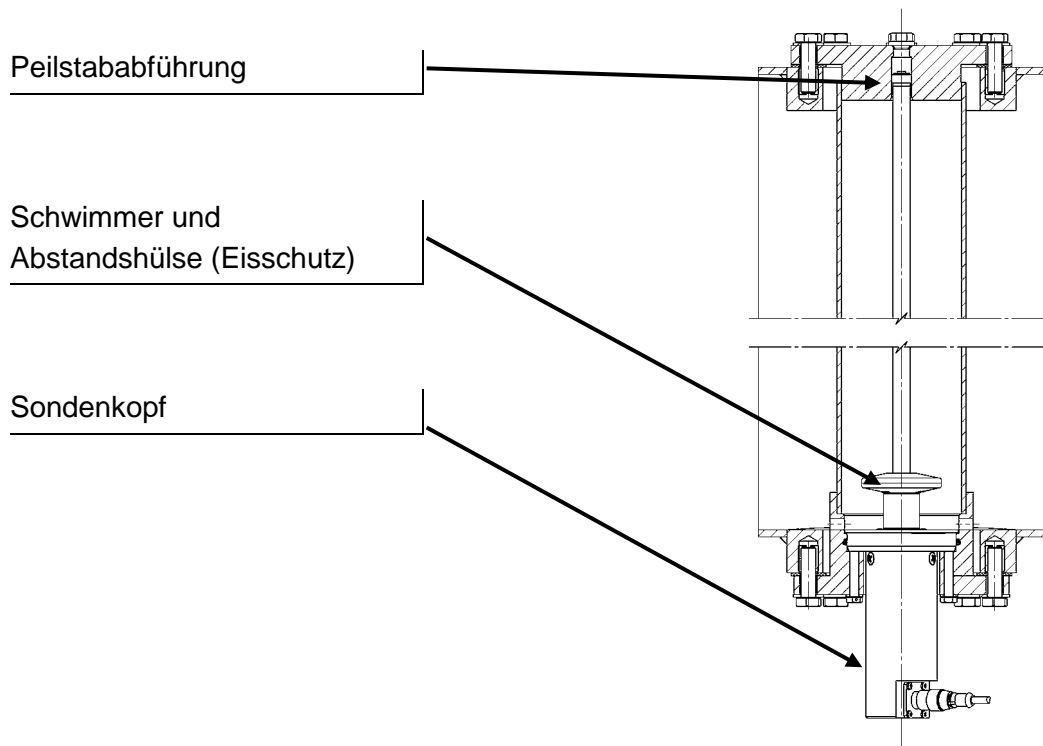 Peilstababführung
Schwimmer und
Abstandshülse (Eisschutz)
Sondenkopf